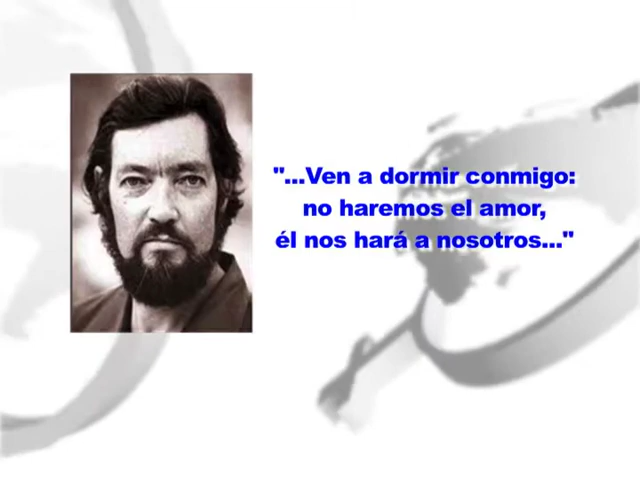 "...Ven a dormir conmigo:
no haremos el amor,
él nos hará a nosotros..."